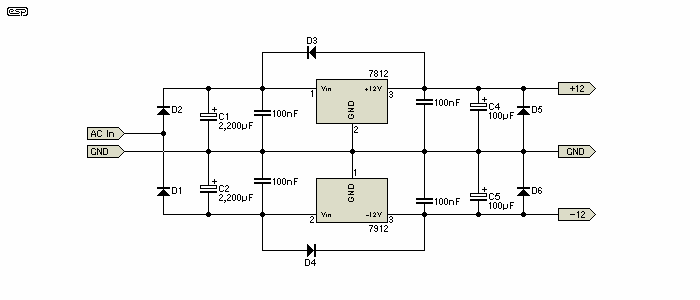 esp
D3
7812
1
Vin
+12V
3
GND
2
D2
C1
2,200µF
100nF
100nF
C4
100µF
D5
+12
AC In
GND
GND
D1
C2
2,200µF
100nF
1
GND
2
Vin
-12V
3
7912
100nF
C5
100µF
D6
-12
D4